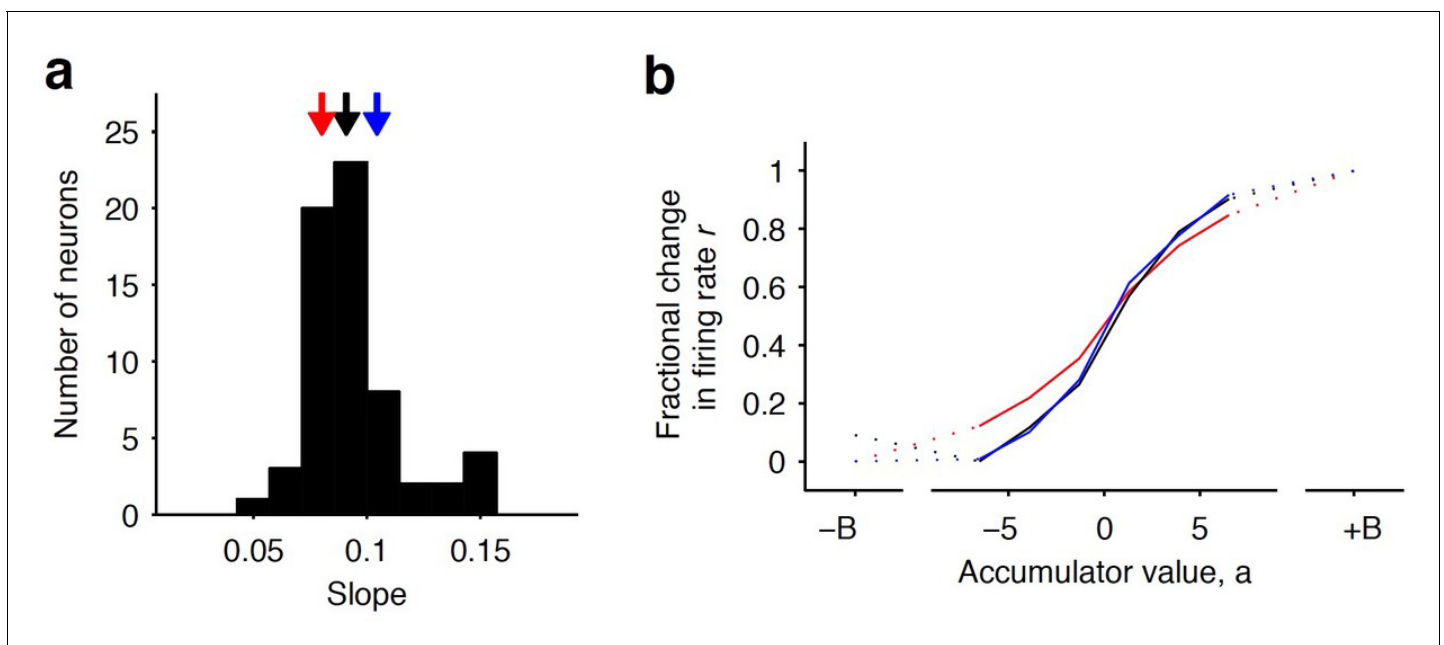 a
25
20
15
10
5
0
Number of neurons
0.05 0.1 0.15
Slope
b
1
0.8
0.6
0.4
0.2
0
Fractional change
in firing rate r
−B −5 0 5 +B
Accumulator value, a